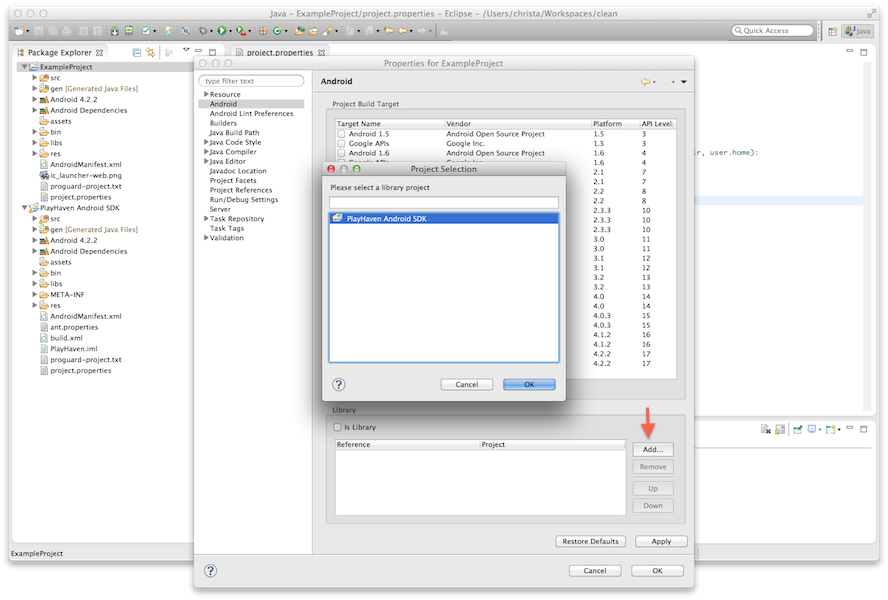 Java - ExampleProject/project.properties - Eclipse - /Users/christa/Workspaces/clean
Quick Access
Java
Package Explorer
project.properties
ExampleProject
src
gen [Generated Java Files]
Android 4.2.2
Android Dependencies
assets
bin
libs
res
AndroidManifest.xml
ic_launcher-web.png
proguard-project.txt
project.properties
PlayHaven Android SDK
src
gen [Generated Java Files]
Android 4.2.2
Android Dependencies
assets
bin
libs
META-INF
res
AndroidManifest.xml
ant.properties
build.xml
PlayHaven.iml
proguard-project.txt
project.properties
ExampleProject
Properties for ExampleProject
type filter text
Resource
Android
Android Lint Preferences
Builders
Java Build Path
Java Code Style
Java Compiler
Java Editor
Javadoc Location
Project Facets
Project References
Run/Debug Settings
Server
Task Repository
Task Tags
Validation
Android
Project Build Target
Target Name Vendor Platform API Level
Android 1.5 Android Open Source Project 1.5 3
Google APIs Google Inc. 1.5 3
Android 1.6 Android Open Source Project 1.6 4
1.6 4
2.1 7
2.1 7
2.2 8
2.2 8
2.3.3 10
2.3.3 10
2.3.3 10
3.0 11
3.0 11
3.1 12
3.1 12
3.2 13
3.2 13
4.0 14
4.0 14
4.0.3 15
4.0.3 15
4.1.2 16
4.1.2 16
4.2.2 17
4.2.2 17
ir, user.home):
Project Selection
Please select a library project
PlayHaven Android SDK
?
Cancel
OK
Library
Is Library
Reference Project
Add...
Remove
Up
Down
Restore Defaults
Apply
?
Cancel
OK